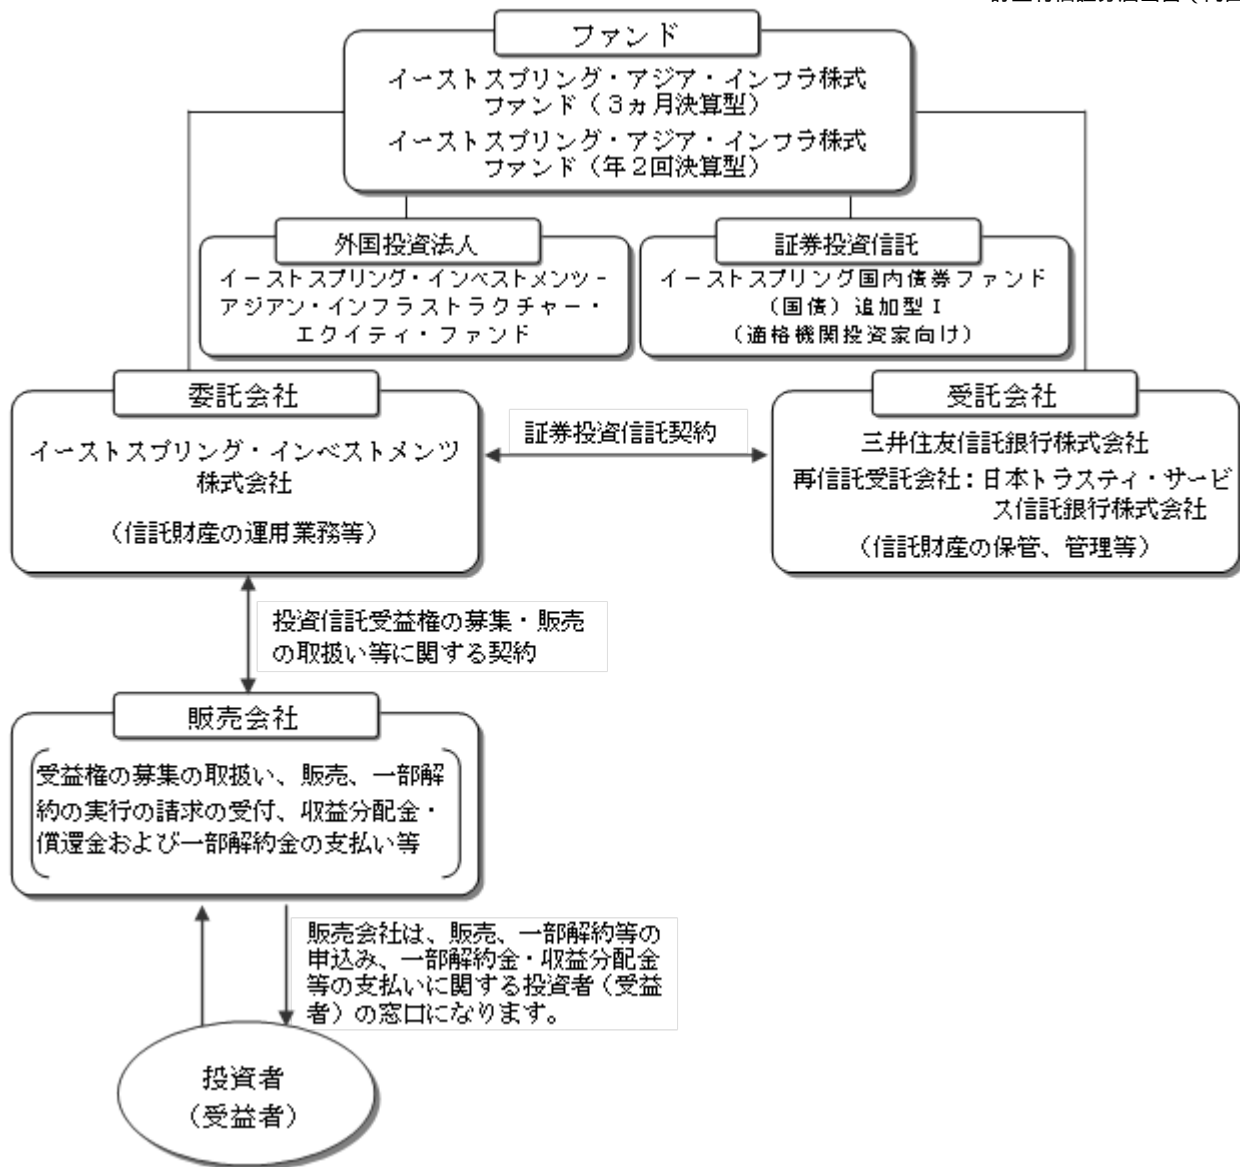 ファンド
イーストスプリング・アジア・インフラ株式
ファンド（３ヵ月決算型）
イーストスプリング・アジア・インフラ株式
ファンド（年２回決算型）
外国投資法人
イーストスプリング・インベストメンツ－
アジアン・インフラストラクチャー・
エクイティ・ファンド
証券投資信託
イーストスプリング国内債券ファンド
（国債）追加型Ｉ
（適格機関投資家向け）
委託会社
イーストスプリング・インベストメンツ
株式会社
（信託財産の運用業務等）
証券投資信託契約
受託会社
三井住友信託銀行株式会社
再信託受託会社：日本トラスティ・サービ
ス信託銀行株式会社
（信託財産の保管、管理等）
投資信託受益権の募集・販売
の取扱い等に関する契約
販売会社
受益権の募集の取扱い、販売、一部解
約の実行の請求の受付、収益分配金・
償還金および一部解約金の支払い等
販売会社は、販売、一部解約等の
申込み、一部解約金・収益分配金
等の支払いに関する投資者（受益
者）の窓口になります。
投資者
（受益者）